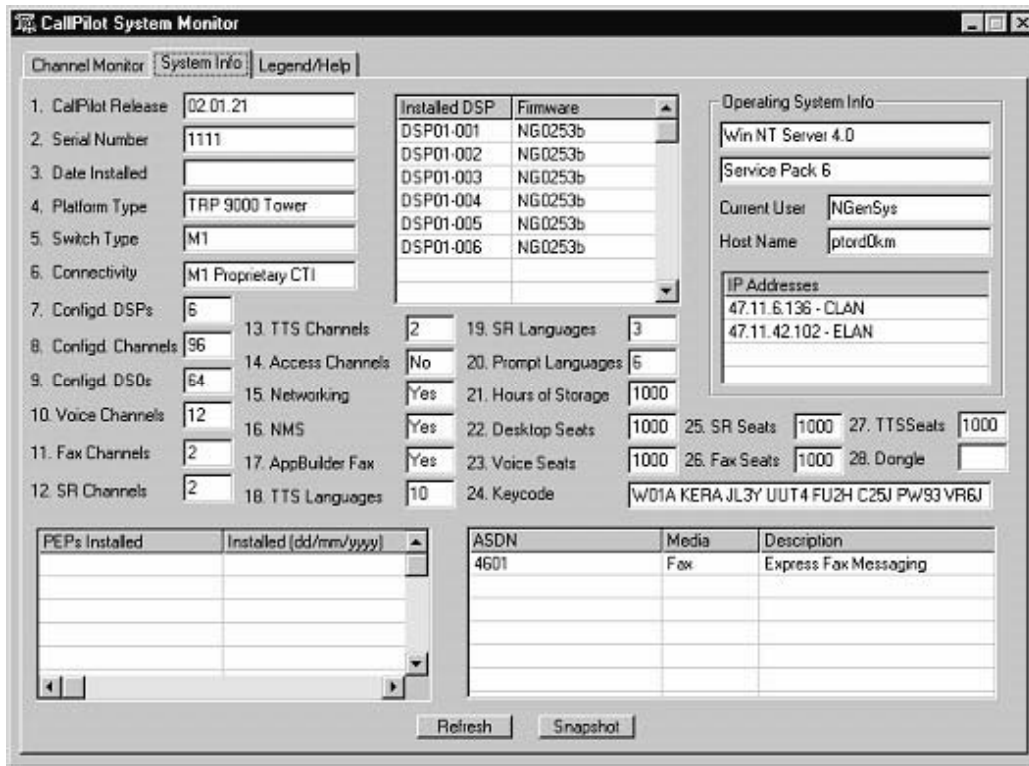 CallPilot System Monitor
Channel Monitor System Info Legend/Help
1. CallPilot Release 02.01.21
2. Serial Number 1111
3. Date Installed
4. Platform Type TRP 9000 Tower
5. Switch Type M1
6. Connectivity M1 Proprietary CTI
7. Configd. DSPs 6
8. Configd. Channels 96
9. Configd. DS0s 64
10. Voice Channels 12
11. Fax Channels 2
12. SR Channels 2
Installed DSP Firmware
DSP01-001 NG0253b
DSP01-002 NG0253b
DSP01-003 NG0253b
DSP01-004 NG0253b
DSP01-005 NG0253b
DSP01-006 NG0253b
Operating System Info
Win NT Server 4.0
Service Pack 6
Current User NGenSys
Host Name ptord0km
IP Addresses
47.11.6.136 - CLAN
47.11.42.102 - ELAN
13. TTS Channels 2
14. Access Channels No
15. Networking Yes
16. NMS Yes
17. AppBuilder Fax Yes
18. TTS Languages 10
19. SR Languages 3
20. Prompt Languages 6
21. Hours of Storage 1000
22. Desktop Seats 1000
23. Voice Seats 1000
24. Keycode W01A KERA JL3Y UUT4 FU2H C25J PW93 VR6J
25. SR Seats 1000
26. Fax Seats 1000
27. TTSSeats 1000
28. Dongle
PEPs Installed Installed (dd/mm/yyyy)
ASDN Media Description
4601 Fax Express Fax Messaging
Refresh Snapshot